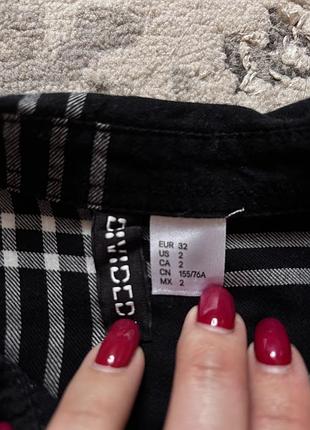 DIVIDED
EUR 32
US 2
CA 2
CN 155/76A
MX 2